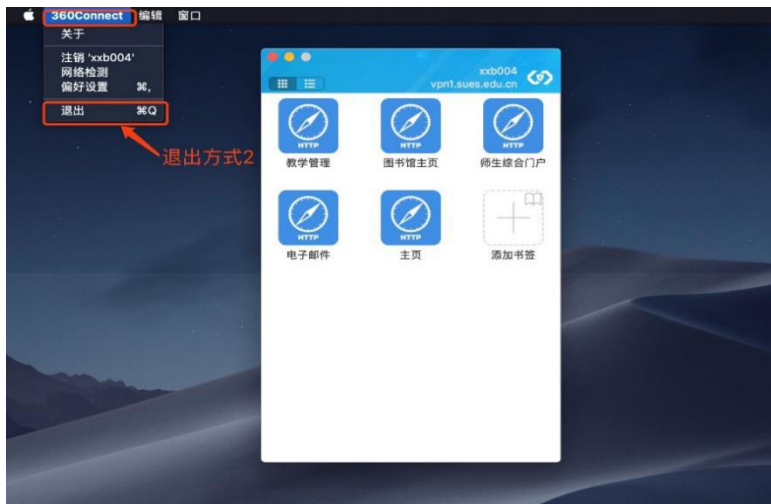 360Connect 编辑 窗口
关于
注销 'xxb004'
网络检测
偏好设置 ⌘,
退出 ⌘Q
退出方式2
xxb004
vpn1.sues.edu.cn
HTTP HTTP HTTP
教学管理 图书馆主页 师生综合门户
HTTP HTTP
电子邮件 主页 添加书签